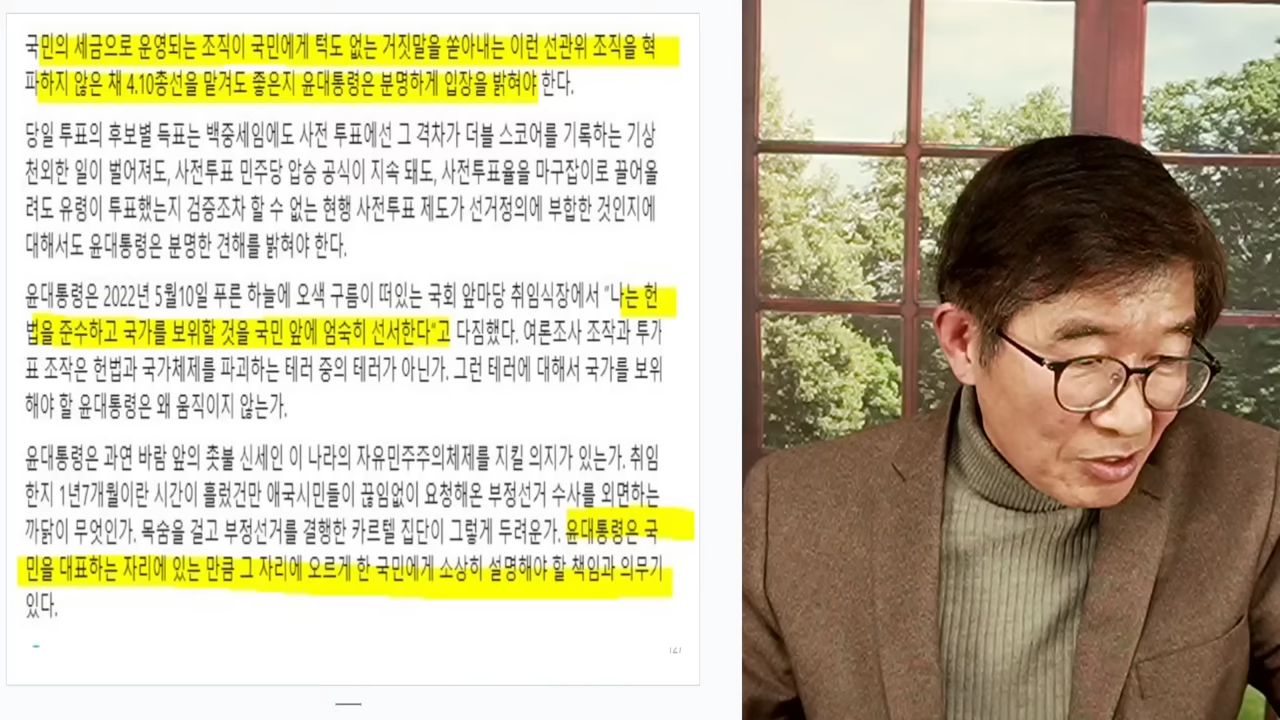 국민의 세금으로 운영되는 조직이 국민에게 턱도 없는 거짓말을 쏟아내는 이런 선관위 조직을 혁
파하지 않은 채 4.10총선을 맡겨도 좋은지 윤대통령은 분명하게 입장을 밝혀야 한다.
당일 투표의 후보별 득표는 백중세임에도 사전 투표에선 그 격차가 더블 스코어를 기록하는 기상
천외한 일이 벌어져도, 사전투표 민주당 압승 공식이 지속 돼도, 사전투표율을 마구잡이로 끌어올
려도 유령이 투표했는지 검증조차 할 수 없는 현행 사전투표 제도가 선거정의에 부합한 것인지에
대해서도 윤대통령은 분명한 견해를 밝혀야 한다.
윤대통령은 2022년 5월10일 푸른 하늘에 오색 구름이 떠있는 국회 앞마당 취임식장에서 "나는 헌
법을 준수하고 국가를 보위할 것을 국민 앞에 엄숙히 선서한다"고 다짐했다. 여론조사 조작과 투가
표 조작은 헌법과 국가체제를 파괴하는 테러 중의 테러가 아닌가. 그런 테러에 대해서 국가를 보위
해야 할 윤대통령은 왜 움직이지 않는가.
윤대통령은 과연 바람 앞의 촛불 신세인 이 나라의 자유민주주의체제를 지킬 의지가 있는가. 취임
한지 1년7개월이란 시간이 흘렀건만 애국시민들이 끊임없이 요청해온 부정선거 수사를 외면하는
까닭이 무엇인가. 목숨을 걸고 부정선거를 결행한 카르텔 집단이 그렇게 두려운가. 윤대통령은 국
민을 대표하는 자리에 있는 만큼 그 자리에 오르게 한 국민에게 소상히 설명해야 할 책임과 의무가
있다.